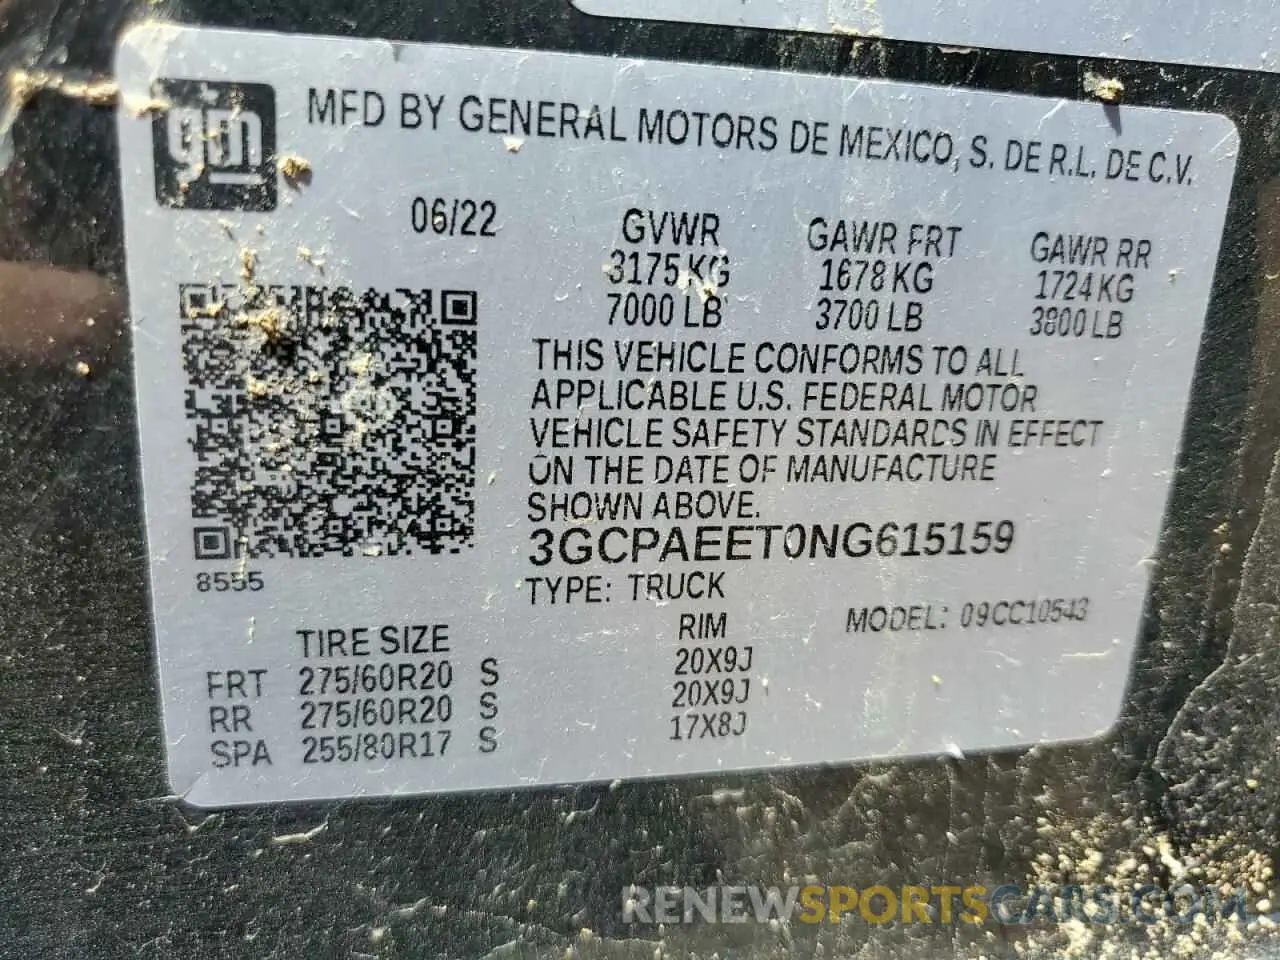 gm
MFD BY GENERAL MOTORS DE MEXICO, S. DE R.L. DE C.V.
06/22 GVWR GAWR FRT GAWR RR
3175 KG 1678 KG 1724 KG
7000 LB 3700 LB 3800 LB
THIS VEHICLE CONFORMS TO ALL
APPLICABLE U.S. FEDERAL MOTOR
VEHICLE SAFETY STANDARDS IN EFFECT
ON THE DATE OF MANUFACTURE
SHOWN ABOVE.
3GCPAEET0NG615159
8555
TYPE: TRUCK
MODEL: 09CC10543
TIRE SIZE RIM
FRT 275/60R20 S 20X9J
RR 275/60R20 S 20X9J
SPA 255/80R17 S 17X8J
RENEWSPORTSCARS.COM